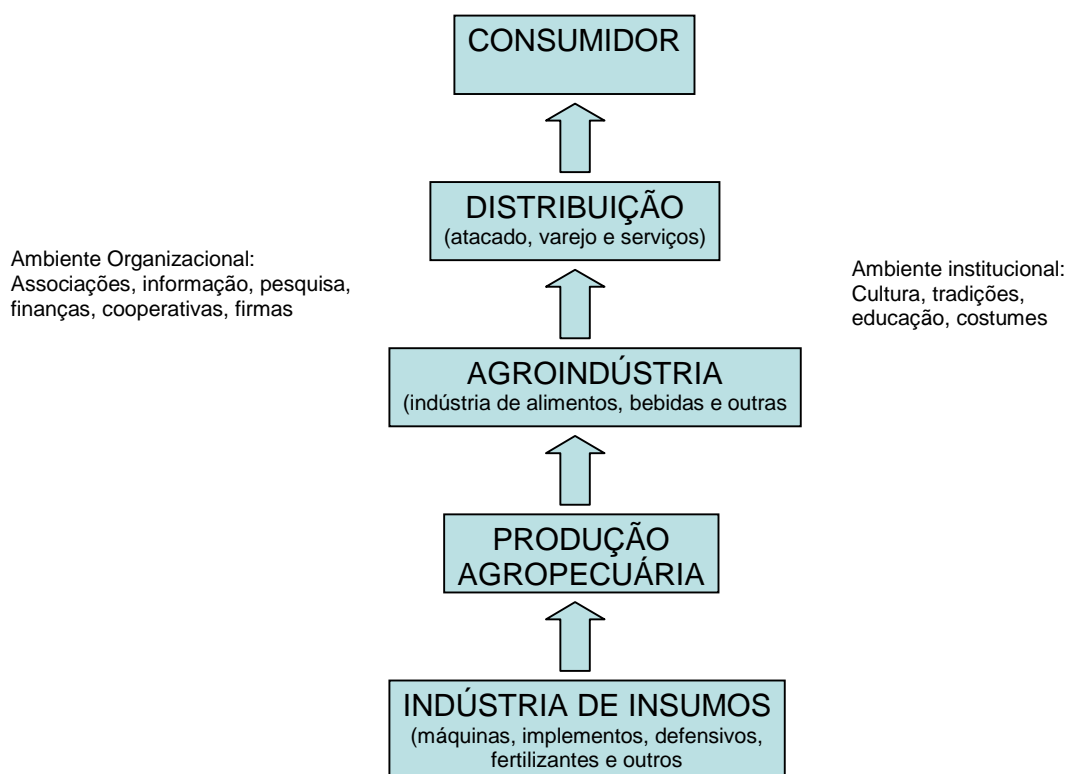 CONSUMIDOR
DISTRIBUIÇÃO
(atacado, varejo e serviços)
Ambiente Organizacional:
Associações, informação, pesquisa,
finanças, cooperativas, firmas
Ambiente institucional:
Cultura, tradições,
educação, costumes
AGROINDÚSTRIA
(indústria de alimentos, bebidas e outras
PRODUÇÃO
AGROPECUÁRIA
INDÚSTRIA DE INSUMOS
(máquinas, implementos, defensivos,
fertilizantes e outros